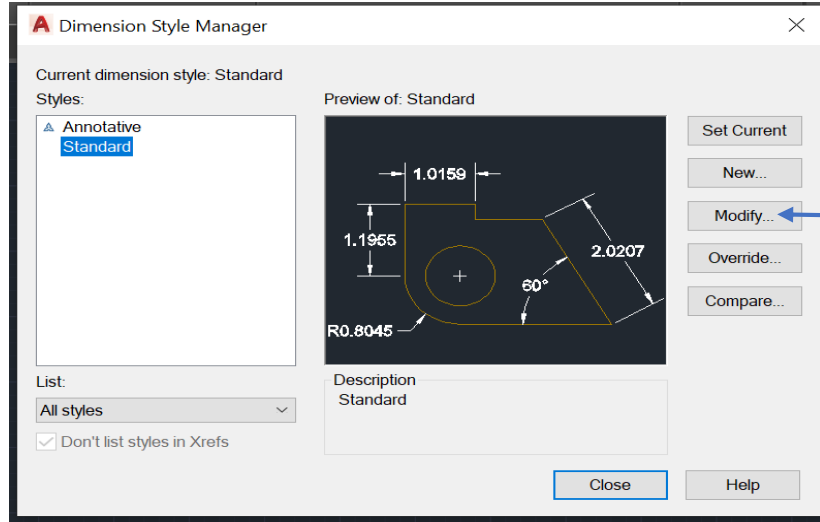 Dimension Style Manager
Current dimension style: Standard
Styles:
Annotative
Standard
Preview of: Standard
1.0159
1.1955
2.0207
60°
R0.8045
Set Current
New...
Modify...
Override...
Compare...
List:
All styles
Don't list styles in Xrefs
Description
Standard
Close
Help